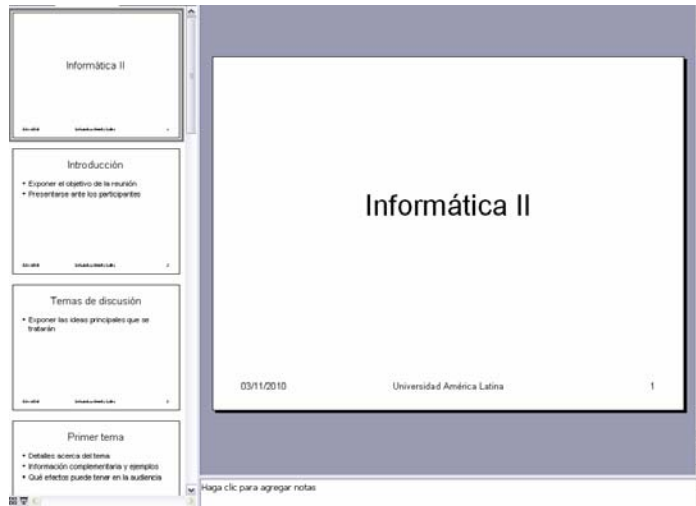 Informática II
Introducción
• Exponer el objetivo de la reunión
• Presentarse ante los participantes
Temas de discusión
• Exponer las ideas principales que se
tratarán
Primer tema
• Detalles acerca del tema
• Información complementaria y ejemplos
• Qué efectos puede tener en la audiencia
Informática II
03/11/2010 Universidad América Latina 1
Haga clic para agregar notas